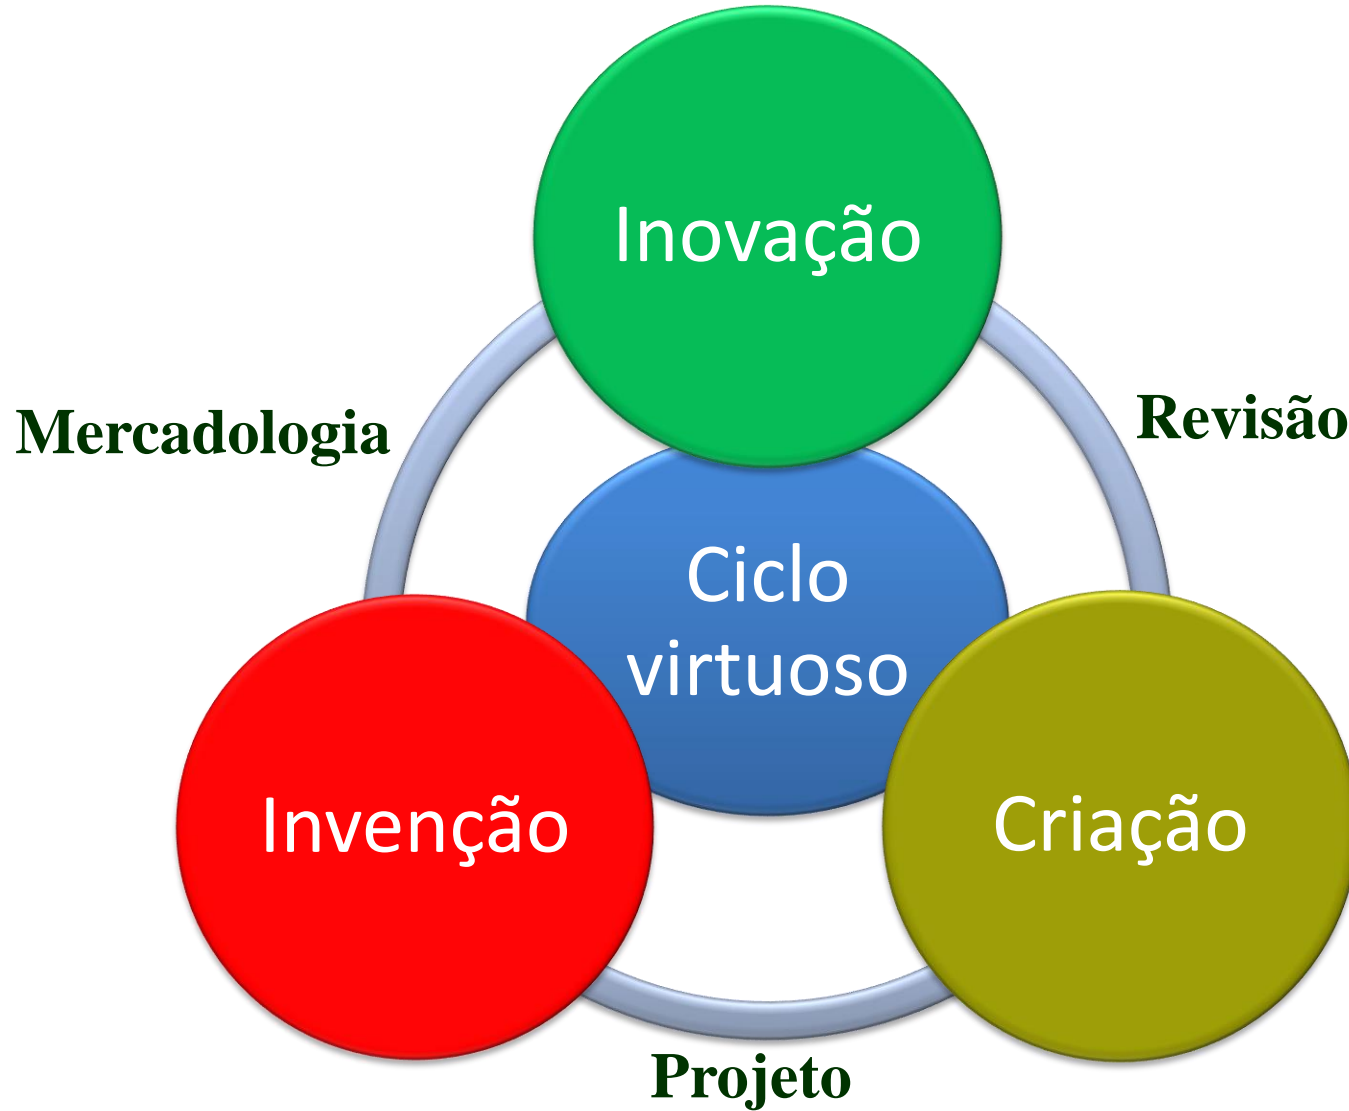 Inovação
Mercadologia
Revisão
Ciclo
virtuoso
Invenção
Criação
Projeto